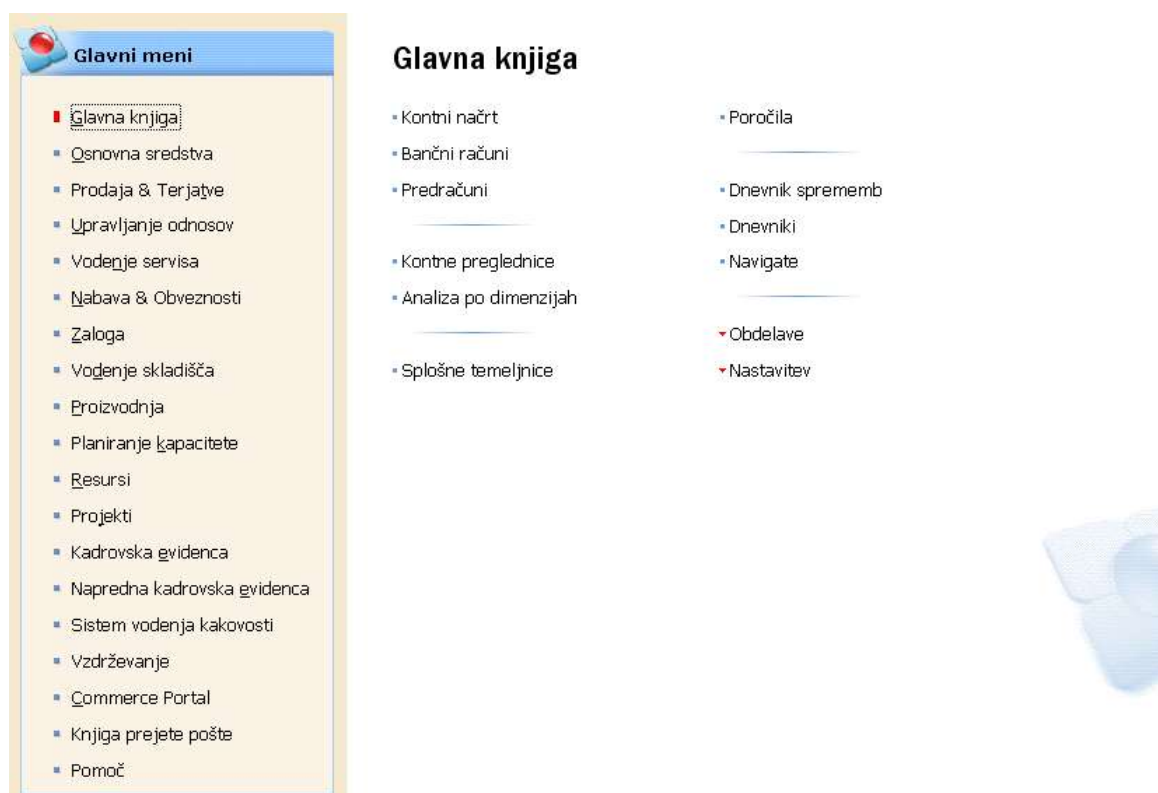 Glavni meni
Glavna knjiga
Osnovna sredstva
Prodaja & Terjatve
Upravljanje odnosov
Vodenje servisa
Nabava & Obveznosti
Zaloga
Vodenje skladišča
Proizvodnja
Planiranje kapacitete
Resursi
Projekti
Kadrovska evidenca
Napredna kadrovska evidenca
Sistem vodenja kakovosti
Vzdrževanje
Commerce Portal
Knjiga prejete pošte
Pomoč
Glavna knjiga
Kontni načrt
Bančni računi
Predračuni
Kontne preglednice
Analiza po dimenzijah
Splošne temeljnice
Poročila
Dnevnik sprememb
Dnevniki
Navigate
Obdelave
Nastavitev